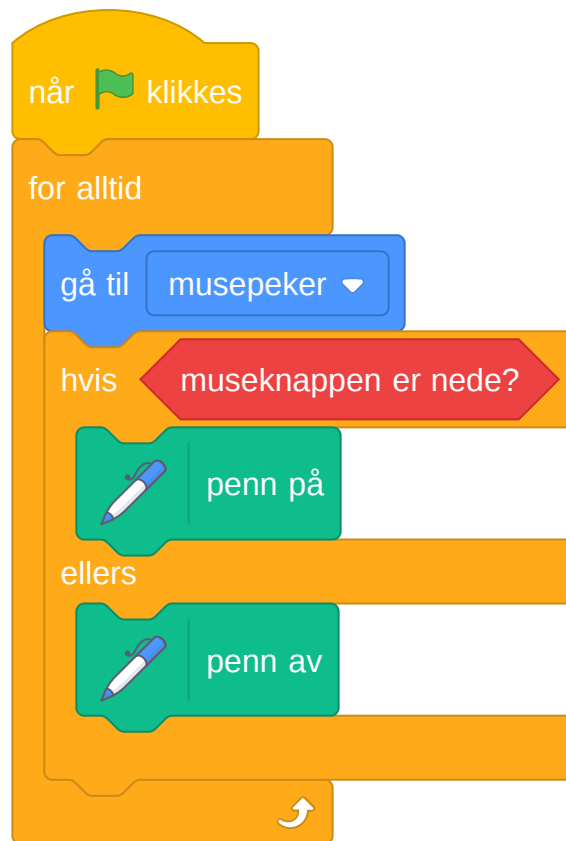 når klikkes
for alltid
gå til musepeker
hvis museknappen er nede?
penn på
ellers
penn av